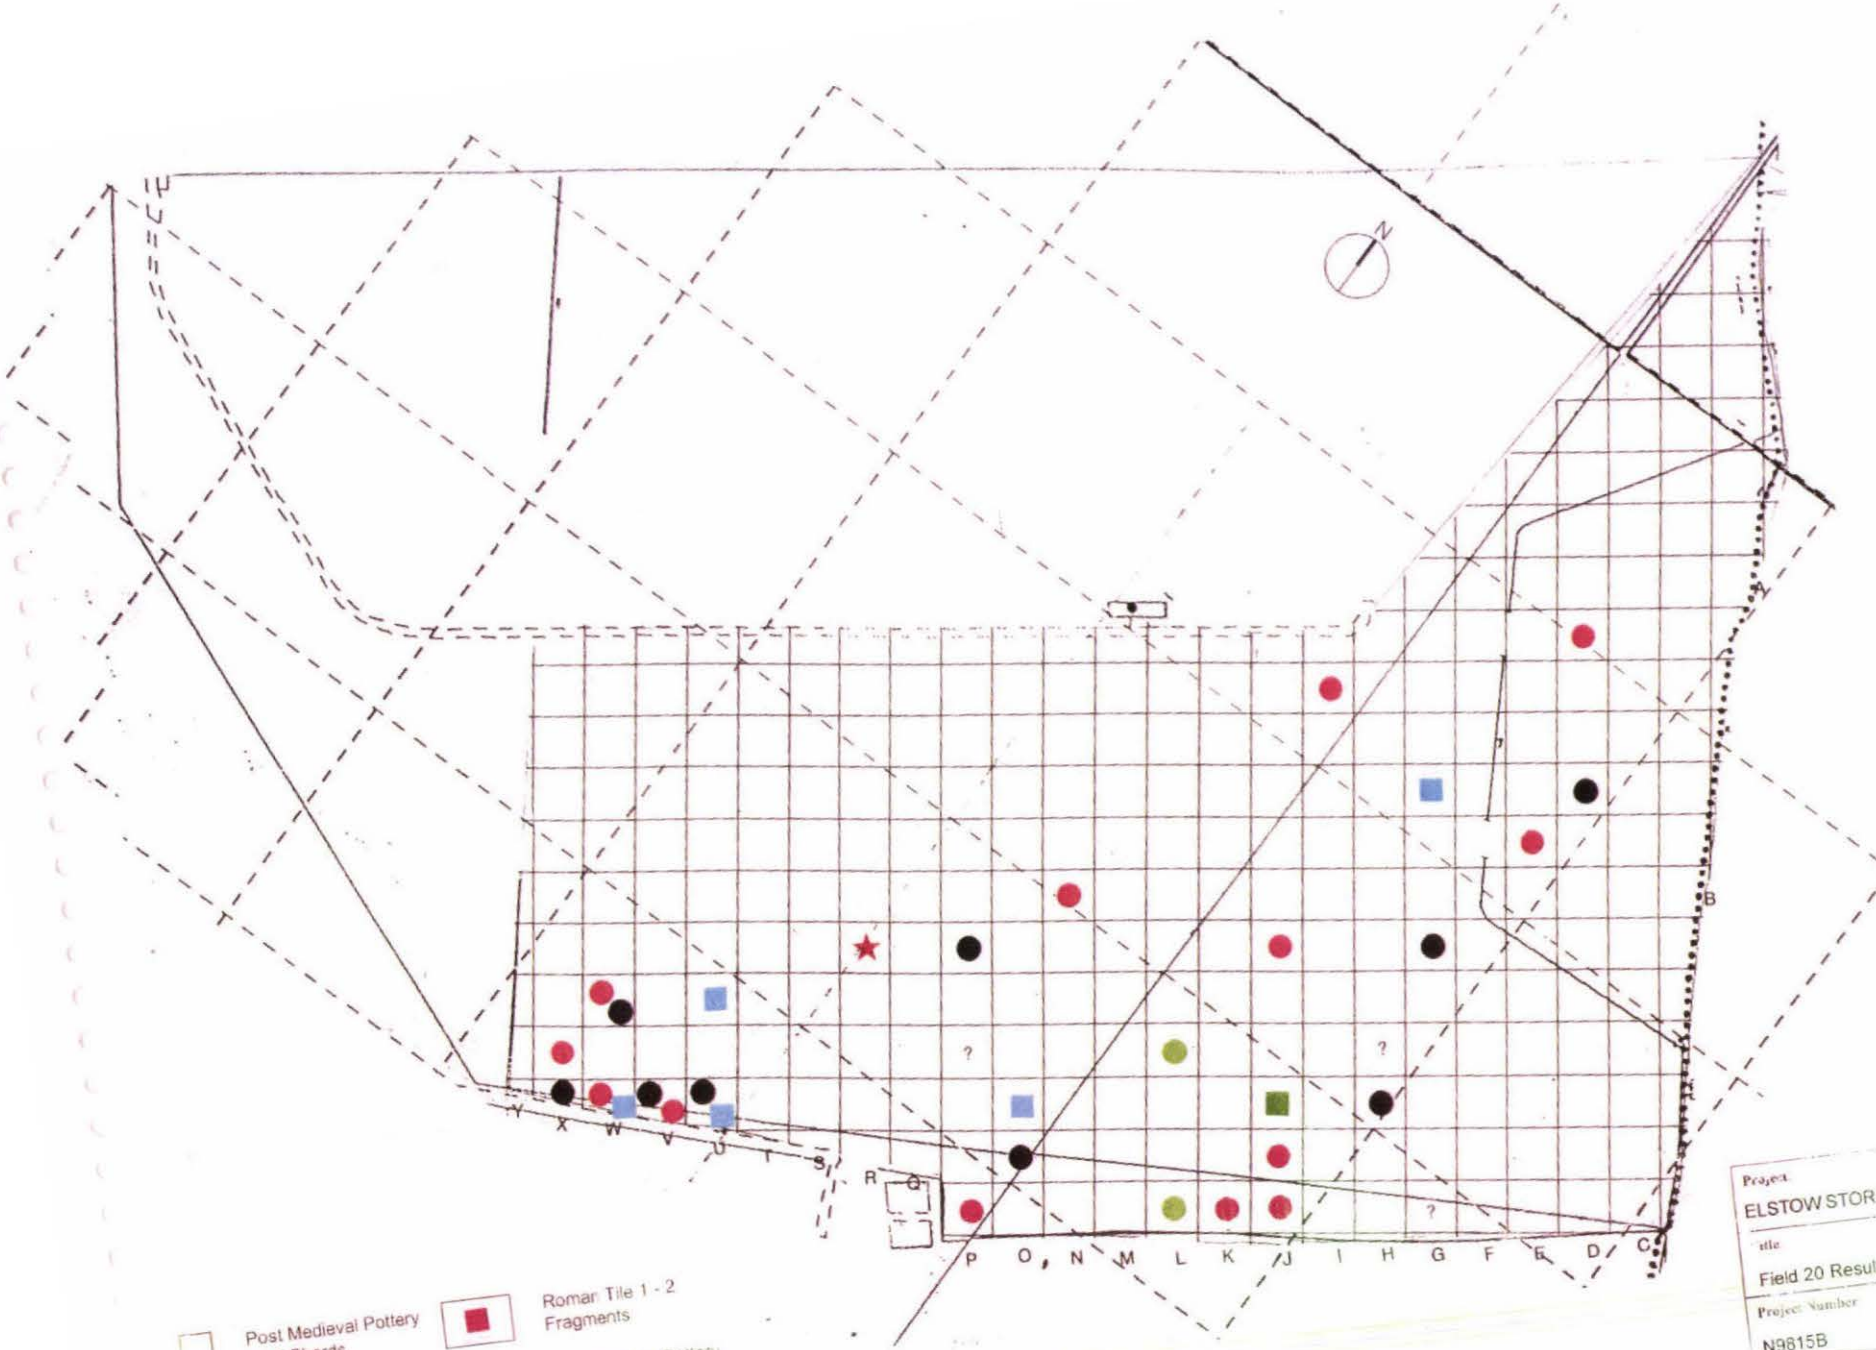 N
A
B
?
?
Y
X
W
V
U
T
S
R
Q
?
P
O
N
M
L
K
J
I
H
G
F
E
D
C
Project
ELSTOW STOR
Field 20 Resul
Project Number
N9815B
Roman Tile 1 - 2
Fragments
Post Medieval Pottery